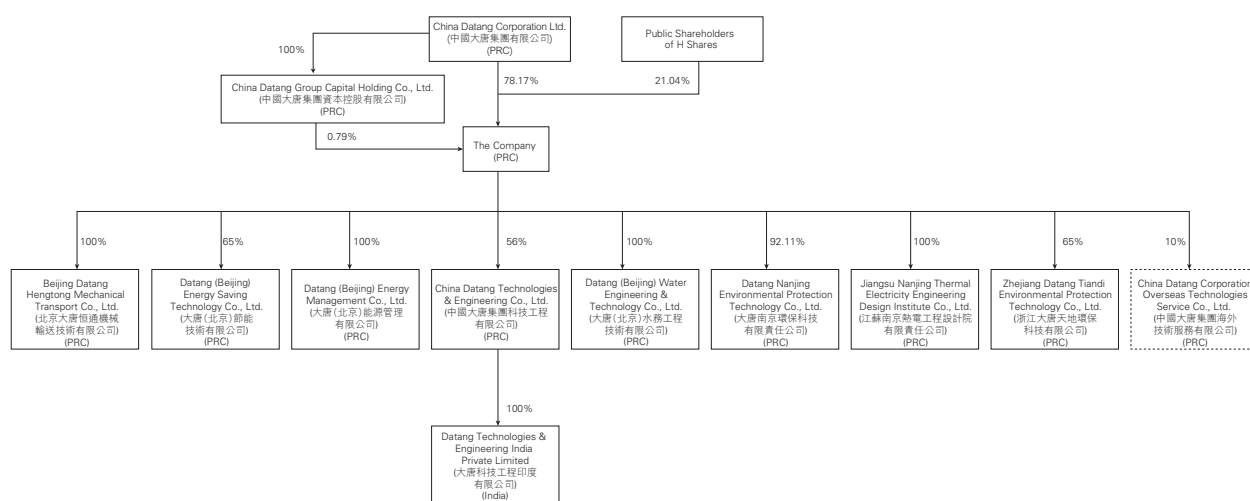 China Datang Corporation Ltd.
(中國大唐集團有限公司)
(PRC)
Public Shareholders
of H Shares
100%
China Datang Group Capital Holding Co., Ltd.
(中國大唐集團資本控股有限公司)
(PRC)
78.17%
21.04%
0.79%
The Company
(PRC)
100%
65%
100%
56%
100%
92.11%
100%
65%
10%
Beijing Datang
Hengtong Mechanical
Transport Co., Ltd.
(北京大唐恒通機械
輸送技術有限公司)
(PRC)
Datang (Beijing)
Energy Saving
Technology Co., Ltd.
(大唐(北京)節能
技術有限公司)
(PRC)
Datang (Beijing) Energy
Management Co., Ltd.
(大唐(北京)能源管理
有限公司)
(PRC)
China Datang Technologies
& Engineering Co., Ltd.
(中國大唐集團科技工程
有限公司)
(PRC)
Datang (Beijing) Water
Engineering &
Technology Co., Ltd.
(大唐(北京)水務工程
技術有限公司)
(PRC)
Datang Nanjing
Environmental Protection
Technology Co., Ltd.
(大唐南京環保科技
有限責任公司)
(PRC)
Jiangsu Nanjing Thermal
Electricity Engineering
Design Institute Co., Ltd.
(江蘇南京熱電工程設計院
有限責任公司)
(PRC)
Zhejiang Datang Tiandi
Environmental Protection
Technology Co., Ltd.
(浙江大唐天地環保
科技有限公司)
(PRC)
China Datang Corporation
Overseas Technologies
Service Co., Ltd.
(中國大唐集團海外
技術服務有限公司)
(PRC)
100%
Datang Technologies &
Engineering India
Private Limited
(大唐科技工程印度
有限公司)
(India)